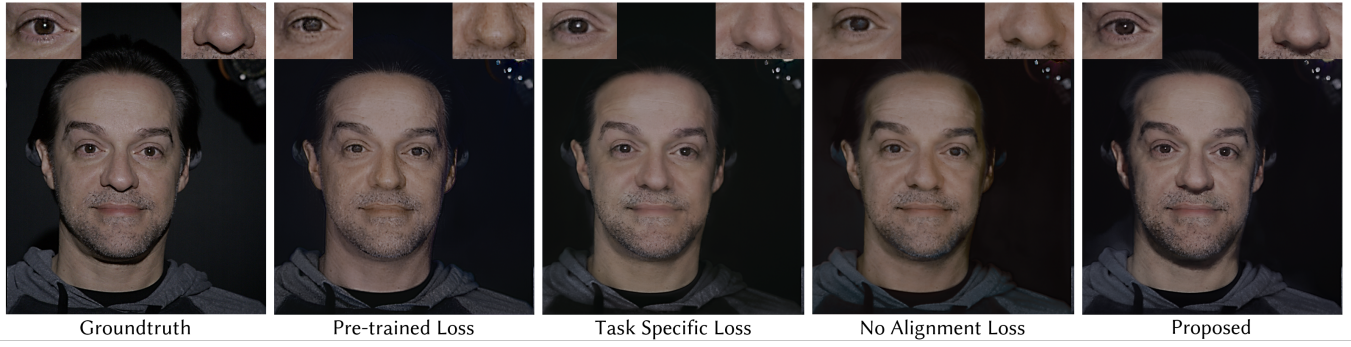 Groundtruth
Pre-trained Loss
Task Specific Loss
No Alignment Loss
Proposed